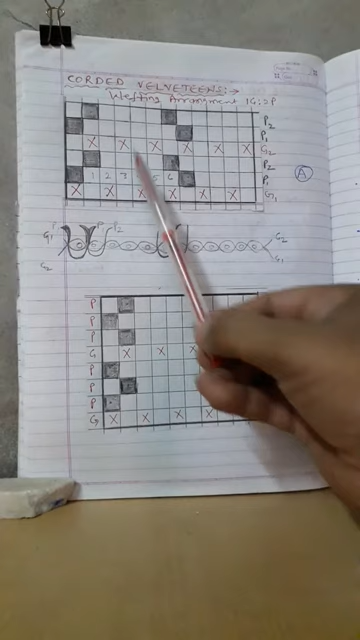 CORDED VELVETEENS:→
Wefting Arrangement 1G:2P
P2
P1
X X X X X X G2
P2
1 2 3 5 6 P1
X X X X X X G1
A
G1 P P P2 G2
G2 G1
P
P
P
G X X X
P
P
P
G X X X X